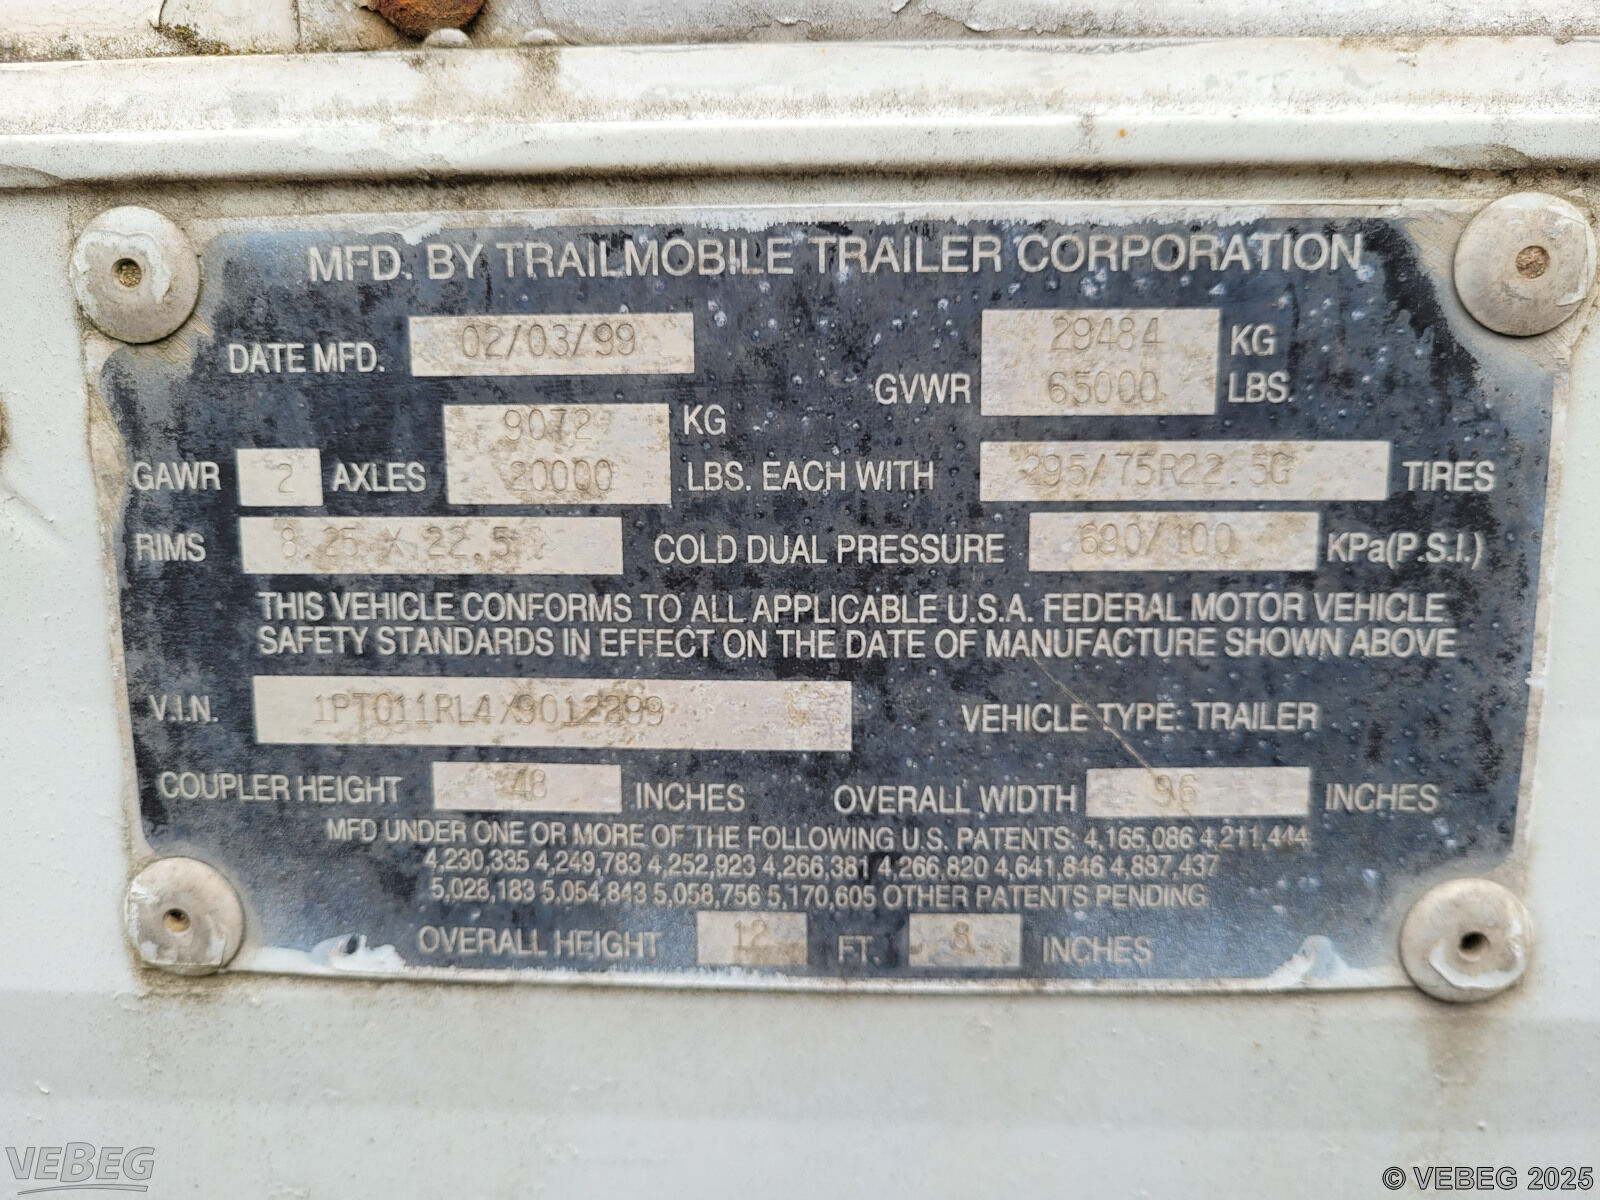 MFD. BY TRAILMOBILE TRAILER CORPORATION
DATE MFD. 02/03/99
GVWR 29484 KG
65000 LBS.
9072 KG
GAWR 2 AXLES 20000 LBS. EACH WITH 295/75R22.5G TIRES
RIMS 8.25 X 22.5 COLD DUAL PRESSURE 690/100 KPa(P.S.I.)
THIS VEHICLE CONFORMS TO ALL APPLICABLE U.S.A. FEDERAL MOTOR VEHICLE
SAFETY STANDARDS IN EFFECT ON THE DATE OF MANUFACTURE SHOWN ABOVE
V.I.N. 1PT011RL4X9012299 VEHICLE TYPE: TRAILER
COUPLER HEIGHT 48 INCHES OVERALL WIDTH 96 INCHES
MFD UNDER ONE OR MORE OF THE FOLLOWING U.S. PATENTS: 4,165,086 4,211,444
4,230,335 4,249,783 4,252,923 4,266,381 4,266,820 4,641,846 4,887,437
5,028,183 5,054,843 5,058,756 5,170,605 OTHER PATENTS PENDING
OVERALL HEIGHT 12 FT. 8 INCHES
VEBEG
© VEBEG 2025